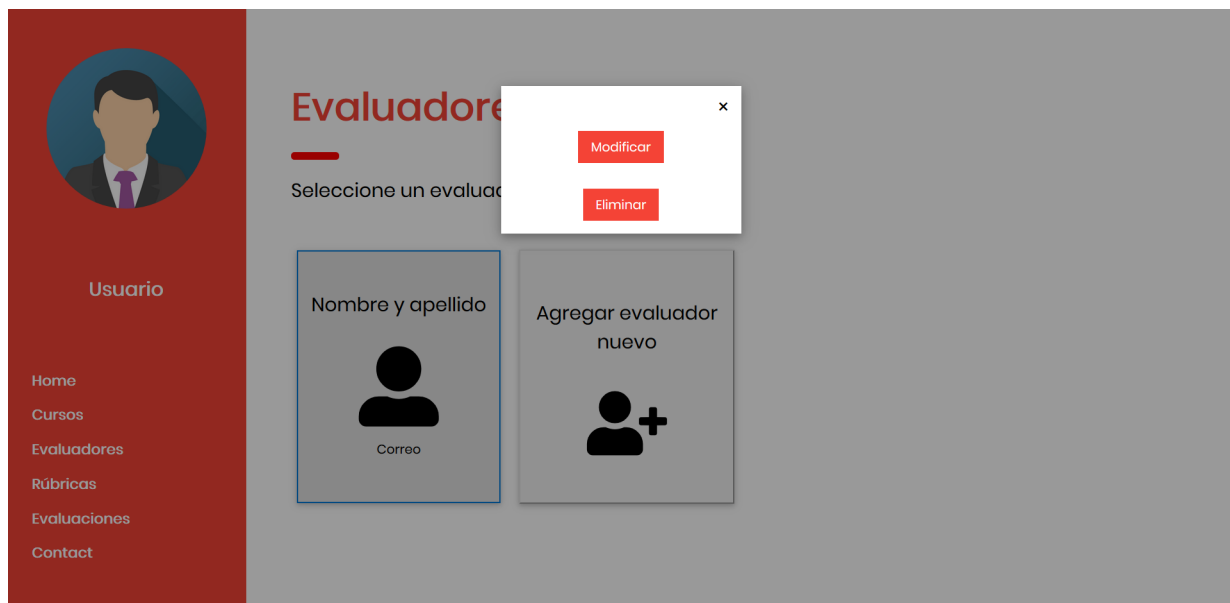 Usuario
Home
Cursos
Evaluadores
Rúbricas
Evaluaciones
Contact
Evaluadore
Seleccione un evaluad
×
Modificar
Eliminar
Nombre y apellido
Correo
Agregar evaluador
nuevo